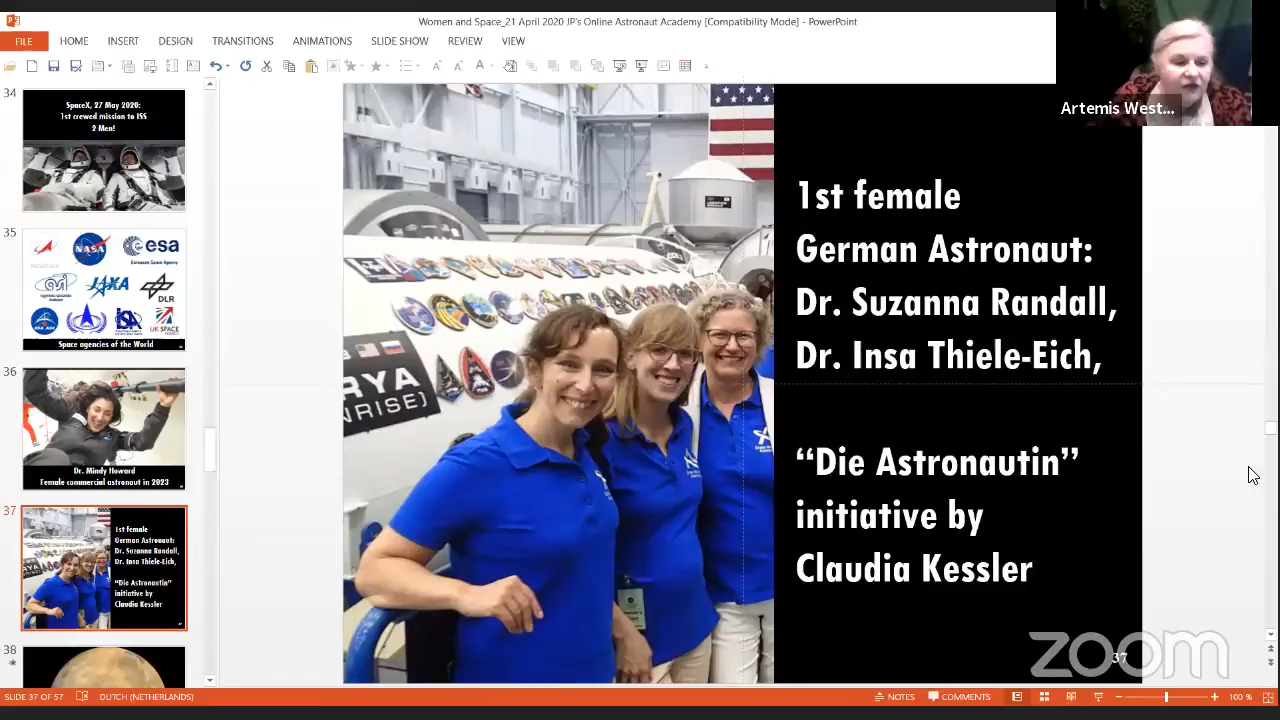 Women and Space_21 April 2020 JP's Online Astronaut Academy [Compatibility Mode] - PowerPoint
FILE
HOME
INSERT
DESIGN
TRANSITIONS
ANIMATIONS
SLIDE SHOW
REVIEW
VIEW
Artemis West...
34
SpaceX, 27 May 2020:
1st crewed mission to ISS
2 Men!
35
NASA
esa
European Space Agency
JAXA
DLR
UK SPACE
AGENCY
Space agencies of the World
36
Dr. Mindy Howard
Female commercial astronaut in 2023
37
1st female
German Astronaut:
Dr. Suzanna Randall,
Dr. Insa Thiele-Eich,
"Die Astronautin"
initiative by
Claudia Kessler
38
RYA
NRISE)
1st female
German Astronaut:
Dr. Suzanna Randall,
Dr. Insa Thiele-Eich,
“Die Astronautin”
initiative by
Claudia Kessler
37
zoom
SLIDE 37 OF 57
DUTCH (NETHERLANDS)
NOTES
COMMENTS
100 %